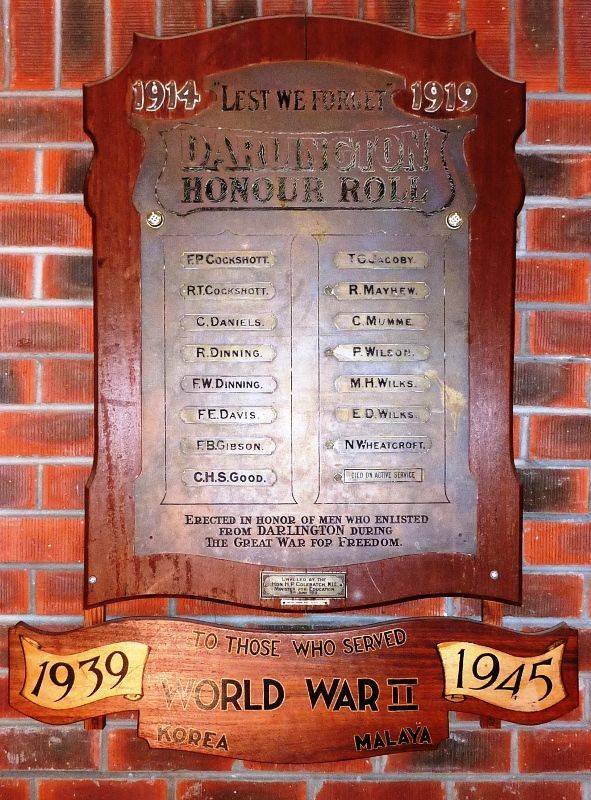 1914 "LEST WE FORGET" 1919
DARLINGTON
HONOUR ROLL
F.P. COCKSHOTT.
R.T. COCKSHOTT.
C. DANIELS.
R. DINNING.
F.W. DINNING.
F.E. DAVIS.
F.B. GIBSON.
C.H.S. GOOD.
T.G. JACOBY.
R. MAYHEW.
C. MUMME
P. WILSON.
M.H. WILKS.
E.D. WILKS.
N. WHEATCROFT.
DIED ON ACTIVE SERVICE
ERECTED IN HONOR OF MEN WHO ENLISTED
FROM DARLINGTON DURING
THE GREAT WAR FOR FREEDOM.
UNVEILED BY THE
HON. H.P. COLEBATCH, M.L.C.
MINISTER FOR EDUCATION
TO THOSE WHO SERVED
1939 WORLD WAR II 1945
KOREA MALAYA